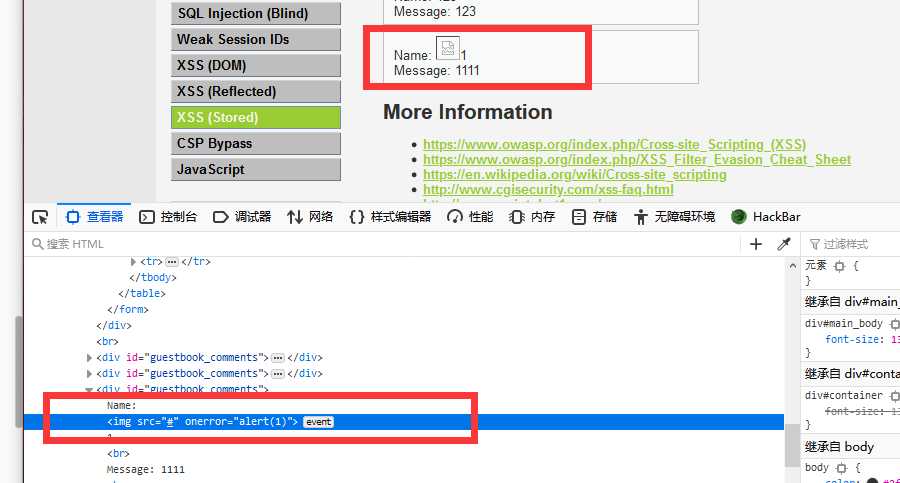 SQL Injection (Blind)
Weak Session IDs
XSS (DOM)
XSS (Reflected)
XSS (Stored)
CSP Bypass
JavaScript
Message: 123
Name: 1
Message: 1111
More Information
https://www.owasp.org/index.php/Cross-site_Scripting_(XSS)
https://www.owasp.org/index.php/XSS_Filter_Evasion_Cheat_Sheet
https://en.wikipedia.org/wiki/Cross-site_scripting
http://www.cgisecurity.com/xss-faq.html
查看器 控制台 调试器 网络 样式编辑器 性能 内存 存储 无障碍环境 HackBar
搜索 HTML
过滤样式
<tr>⋯</tr>
</tbody>
</table>
</form>
</div>
<br>
<div id="guestbook_comments">⋯</div>
<div id="guestbook_comments">⋯</div>
<div id="guestbook_comments">
Name:
<img src="#" onerror="alert(1)"> event
<br>
Message: 1111
元素 {
}
继承自 div#main_
div#main_body {
font-size: 13
}
继承自 div#conta
div#container {
font-size: 13
}
继承自 body
body {
color: